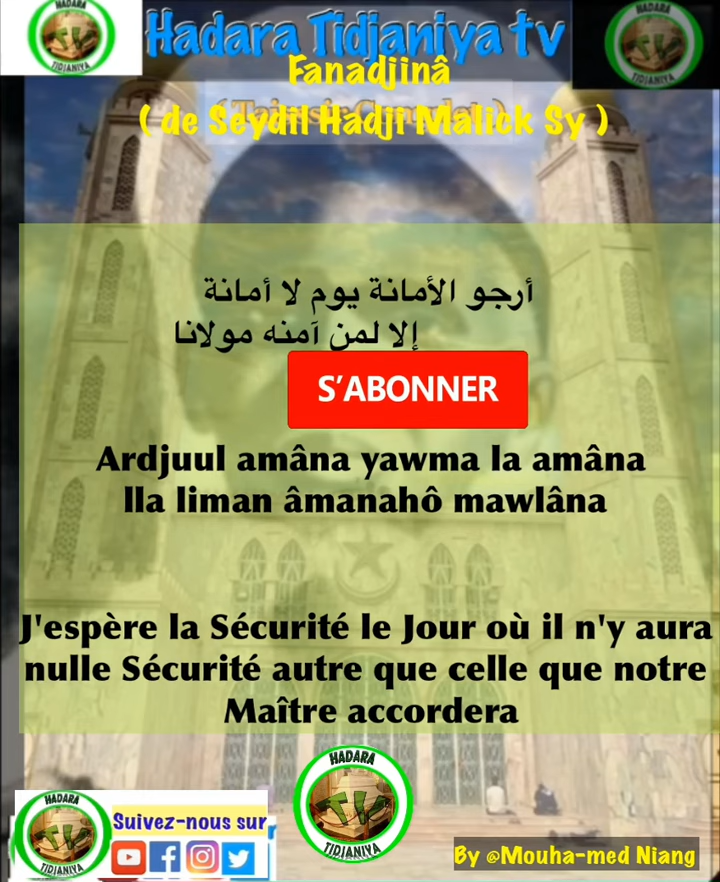 HADARA
TIDJANIYA
Hadara Tidjaniya tv
HADARA
TIDJANIYA
Fanadjinâ
( de Seydil Hadji Malick Sy )
أرجو الأمانة يوم لا أمانة
إلا لمن آمنه مولانا
S'ABONNER
Ardjuul amâna yawma la amâna
lla liman âmanahô mawlâna
J'espère la Sécurité le Jour où il n'y aura
nulle Sécurité autre que celle que notre
Maître accordera
HADARA
TIDJANIYA
HADARA
TIDJANIYA
Suivez-nous sur
By @Mouha-med Niang